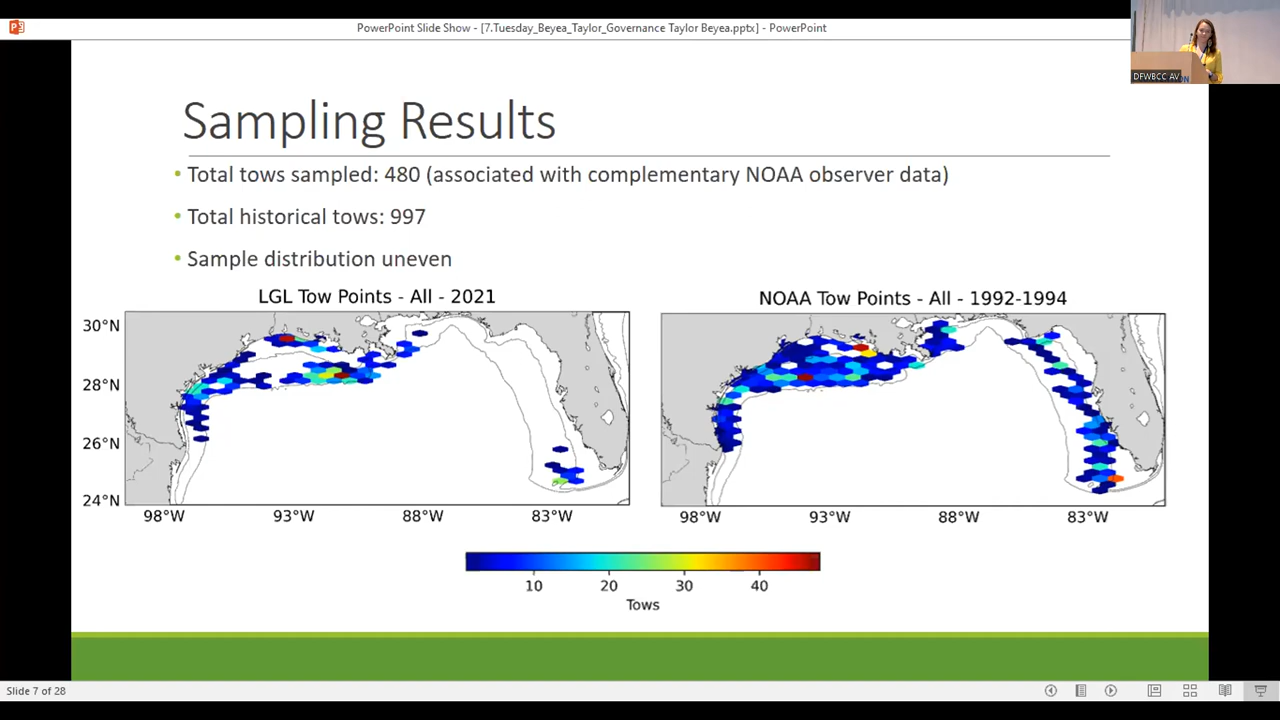 PowerPoint Slide Show - [7.Tuesday_Beyea_Taylor_Governance Taylor Beyea.pptx] - PowerPoint
DFWBCC AV
Sampling Results
• Total tows sampled: 480 (associated with complementary NOAA observer data)
• Total historical tows: 997
• Sample distribution uneven
LGL Tow Points - All - 2021
NOAA Tow Points - All - 1992-1994
30°N
28°N
26°N
24°N
98°W 93°W 88°W 83°W
98°W 93°W 88°W 83°W
10 20 30 40
Tows
Slide 7 of 28